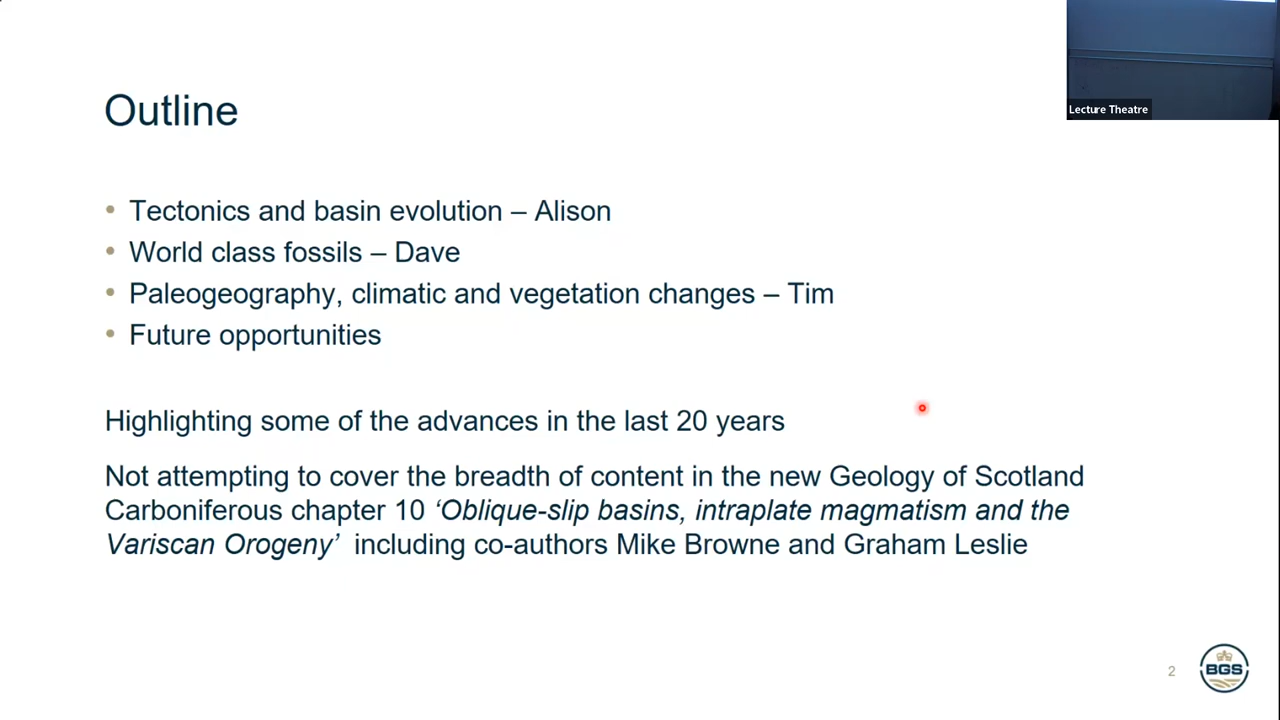 Lecture Theatre
Outline
• Tectonics and basin evolution – Alison
• World class fossils – Dave
• Paleogeography, climatic and vegetation changes – Tim
• Future opportunities
Highlighting some of the advances in the last 20 years
Not attempting to cover the breadth of content in the new Geology of Scotland
Carboniferous chapter 10 ‘Oblique-slip basins, intraplate magmatism and the
Variscan Orogeny’ including co-authors Mike Browne and Graham Leslie
2
BGS